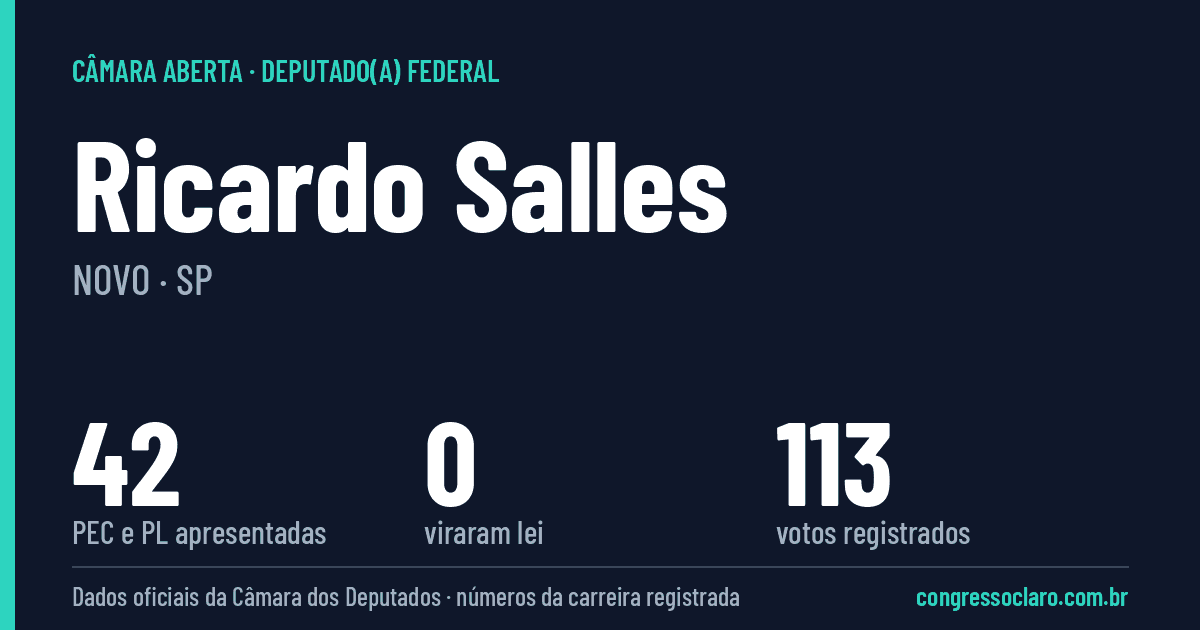 CÂMARA ABERTA · DEPUTADO(A) FEDERAL
Ricardo Salles
NOVO · SP
42 0 113
PEC e PL apresentadas viraram lei votos registrados
Dados oficiais da Câmara dos Deputados · números da carreira registrada congressoclaro.com.br